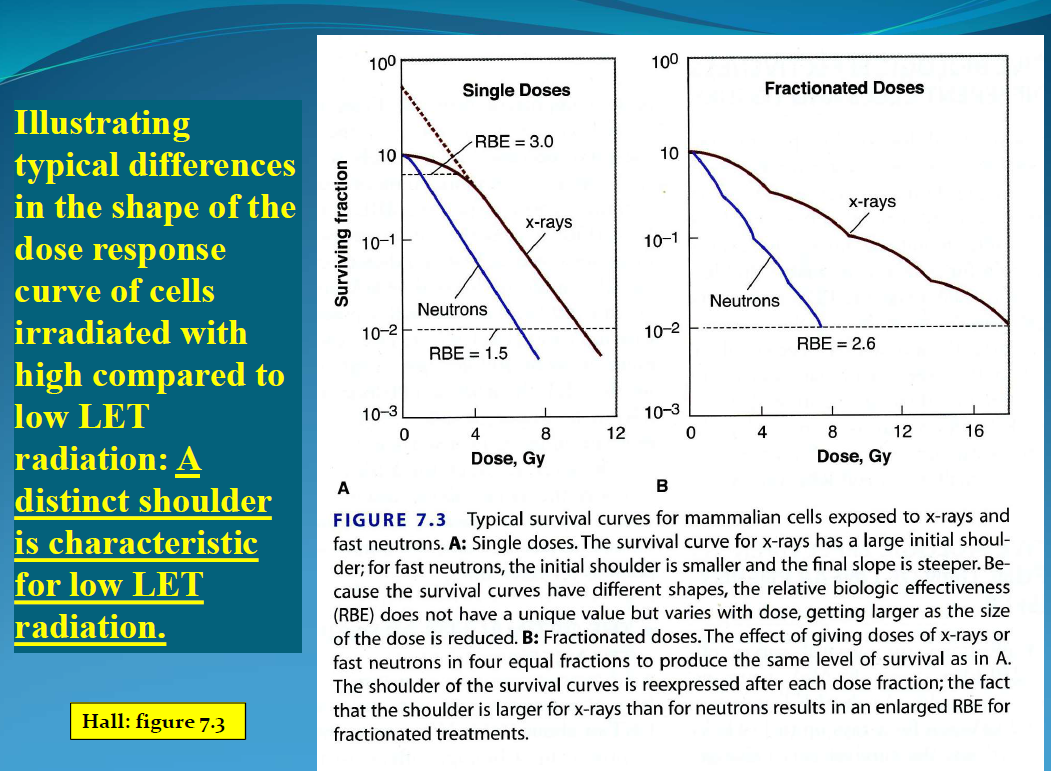 Illustrating
typical differences
in the shape of the
dose response
curve of cells
irradiated with
high compared to
low LET
radiation: A
distinct shoulder
is characteristic
for low LET
radiation.
Hall: figure 7.3
Surviving fraction
10⁰
10
10⁻¹
10⁻²
10⁻³
Single Doses
RBE = 3.0
x-rays
Neutrons
RBE = 1.5
0 4 8 12
Dose, Gy
A
10⁰
10
10⁻¹
10⁻²
10⁻³
Fractionated Doses
x-rays
Neutrons
RBE = 2.6
0 4 8 12 16
Dose, Gy
B
FIGURE 7.3 Typical survival curves for mammalian cells exposed to x-rays and
fast neutrons. A: Single doses. The survival curve for x-rays has a large initial shoul-
der; for fast neutrons, the initial shoulder is smaller and the final slope is steeper. Be-
cause the survival curves have different shapes, the relative biologic effectiveness
(RBE) does not have a unique value but varies with dose, getting larger as the size
of the dose is reduced. B: Fractionated doses. The effect of giving doses of x-rays or
fast neutrons in four equal fractions to produce the same level of survival as in A.
The shoulder of the survival curves is reexpressed after each dose fraction; the fact
that the shoulder is larger for x-rays than for neutrons results in an enlarged RBE for
fractionated treatments.